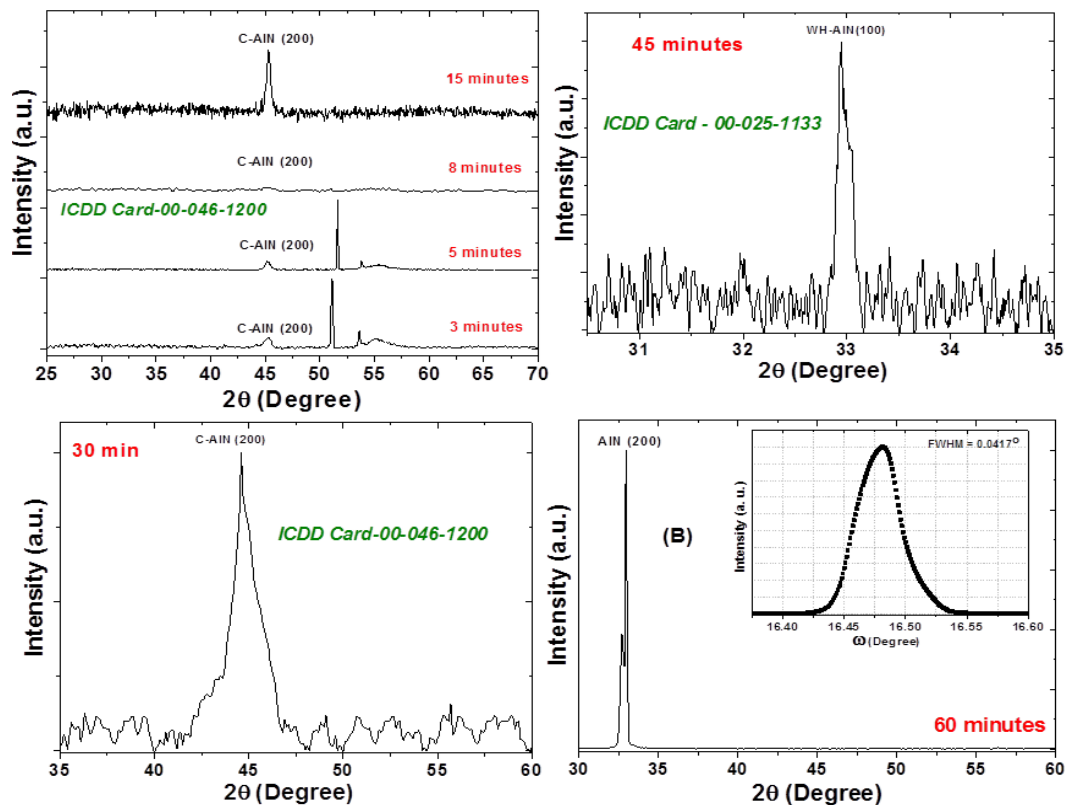 C-AlN (200)
15 minutes
C-AlN (200)
8 minutes
ICDD Card-00-046-1200
C-AlN (200)
5 minutes
C-AlN (200)
3 minutes
Intensity (a.u.)
25 30 35 40 45 50 55 60 65 70
2θ (Degree)
45 minutes
WH-AlN(100)
ICDD Card - 00-025-1133
Intensity (a.u.)
31 32 33 34 35
2θ (Degree)
30 min
C-AlN (200)
ICDD Card-00-046-1200
Intensity (a.u.)
35 40 45 50 55 60
2θ (Degree)
AlN (200)
FWHM = 0.0417°
(B)
Intensity (a. u.)
16.40 16.45 16.50 16.55 16.60
ω (Degree)
60 minutes
Intensity (a.u.)
30 35 40 45 50 55 60
2θ (Degree)